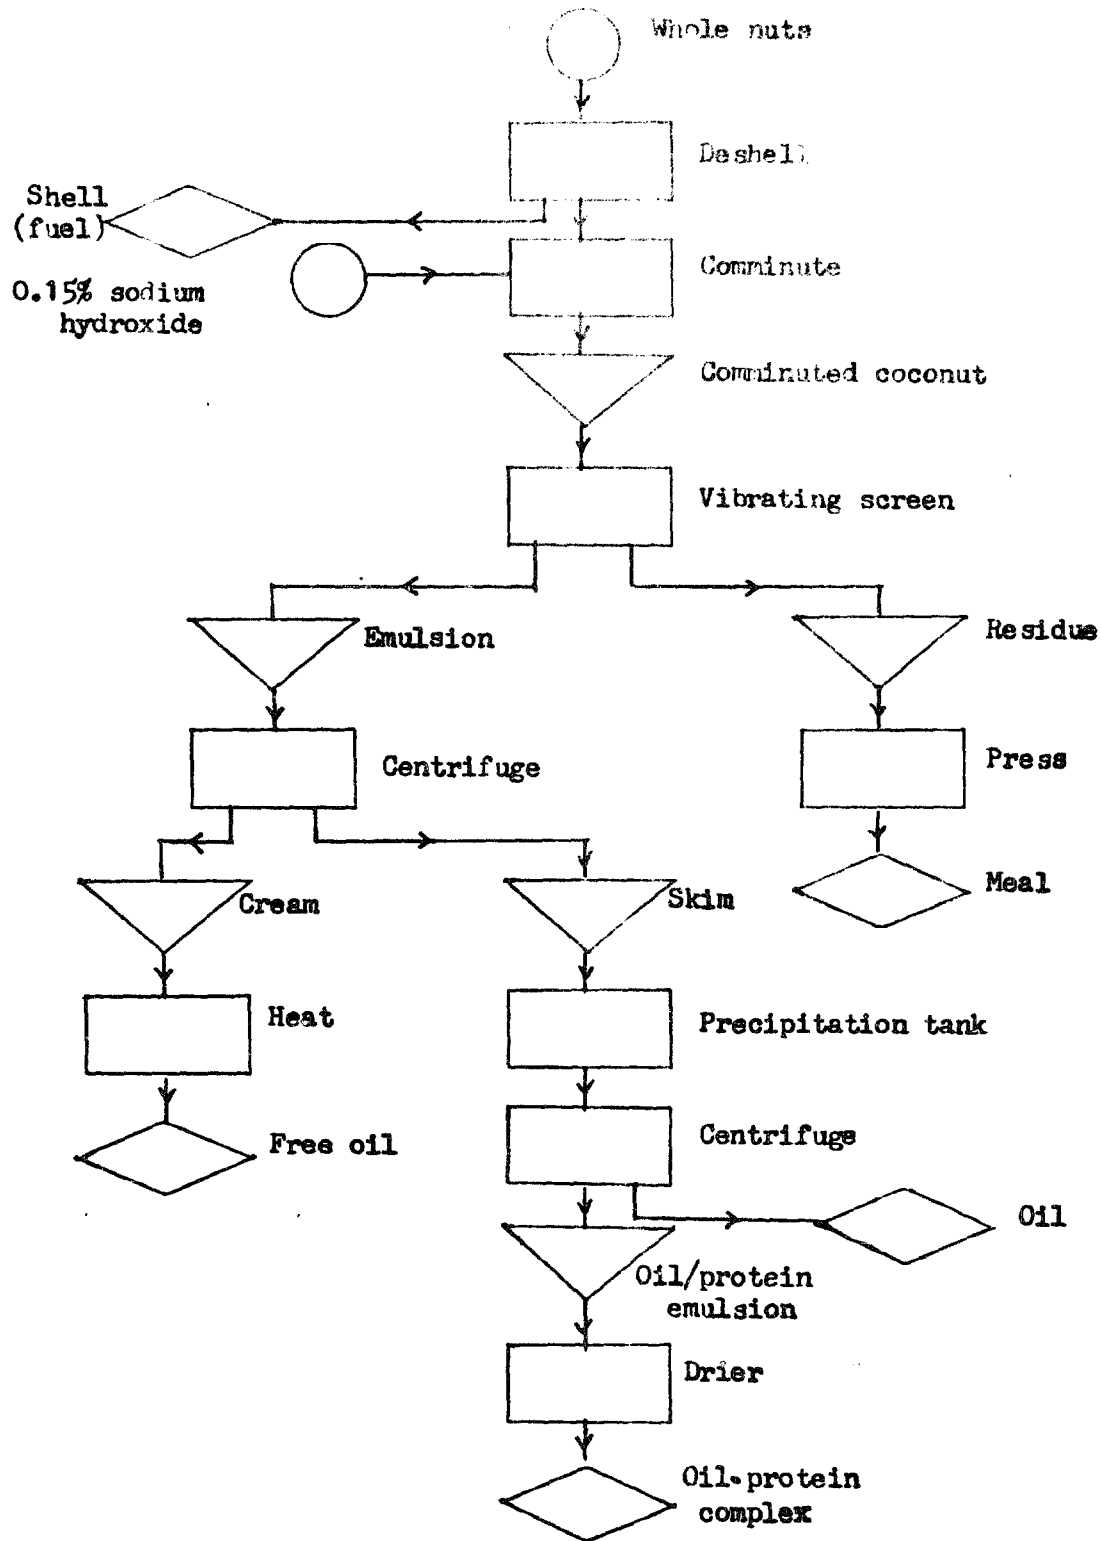 Whole nuts
Deshell
Shell
(fuel)
Comminute
0.15% sodium
hydroxide
Comminuted coconut
Vibrating screen
Emulsion
Residue
Centrifuge
Press
Cream
Skim
Meal
Heat
Precipitation tank
Free oil
Centrifuge
Oil
Oil/protein
emulsion
Drier
Oil-protein
complex